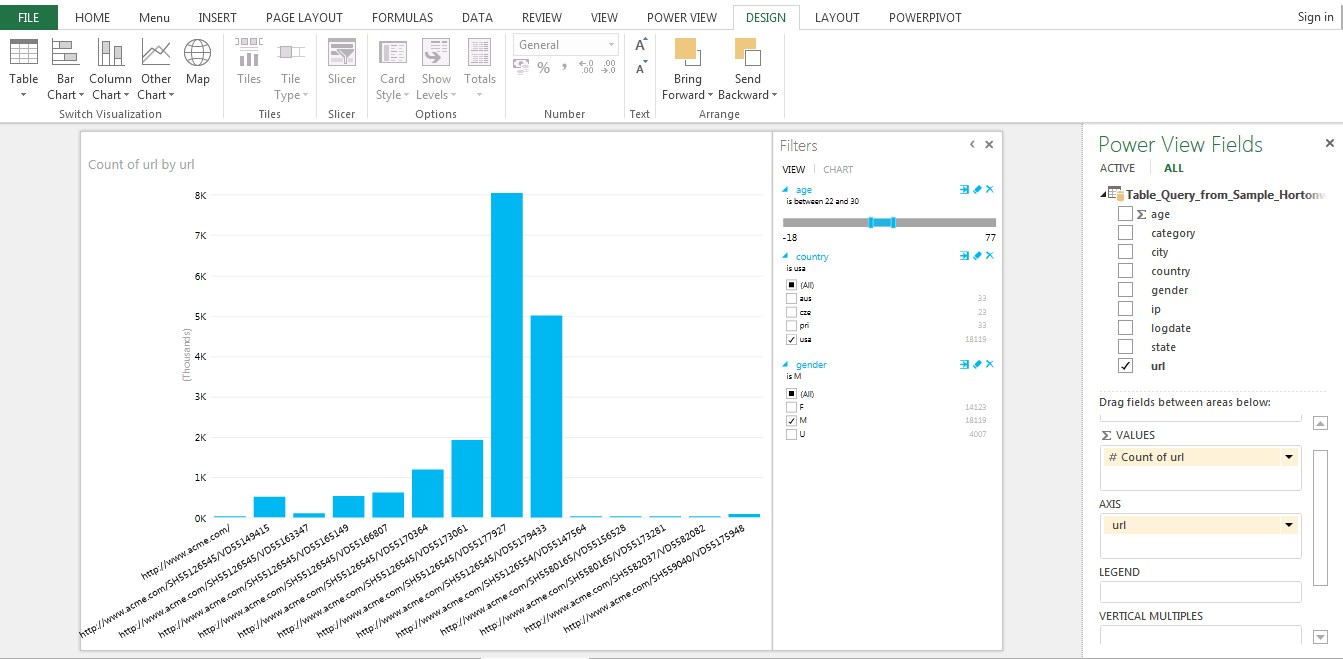 FILE HOME Menu INSERT PAGE LAYOUT FORMULAS DATA REVIEW VIEW POWER VIEW DESIGN LAYOUT POWERPIVOT Sign in
General
Table Bar Chart Column Chart Other Chart Map
Tiles Tile Type
Slicer
Card Style Show Levels Totals
% ,
A
A
Bring Forward Send Backward
Switch Visualization Tiles Slicer Options Number Text Arrange
Count of url by url
(Thousands)
8K
7K
6K
5K
4K
3K
2K
1K
0K
http://www.acme.com/
http://www.acme.com/SH55126545/VD55149415
http://www.acme.com/SH55126545/VD55163347
http://www.acme.com/SH55126545/VD55165149
http://www.acme.com/SH55126545/VD55166807
http://www.acme.com/SH55126545/VD55170364
http://www.acme.com/SH55126545/VD55173061
http://www.acme.com/SH55126545/VD55177927
http://www.acme.com/SH55126545/VD55179433
http://www.acme.com/SH55126554/VD55147564
http://www.acme.com/SH5580165/VD55156528
http://www.acme.com/SH5580165/VD55173281
http://www.acme.com/SH5582037/VD5582082
http://www.acme.com/SH559040/VD55175948
Filters
VIEW CHART
age
is between 22 and 30
-18 77
country
is usa
(All)
aus 33
cze 23
pri 33
usa 18119
gender
is M
(All)
F 14123
M 18119
U 4007
Power View Fields
ACTIVE ALL
Table_Query_from_Sample_Hortonw
Σ age
category
city
country
gender
ip
logdate
state
url
Drag fields between areas below:
Σ VALUES
# Count of url
AXIS
url
LEGEND
VERTICAL MULTIPLES